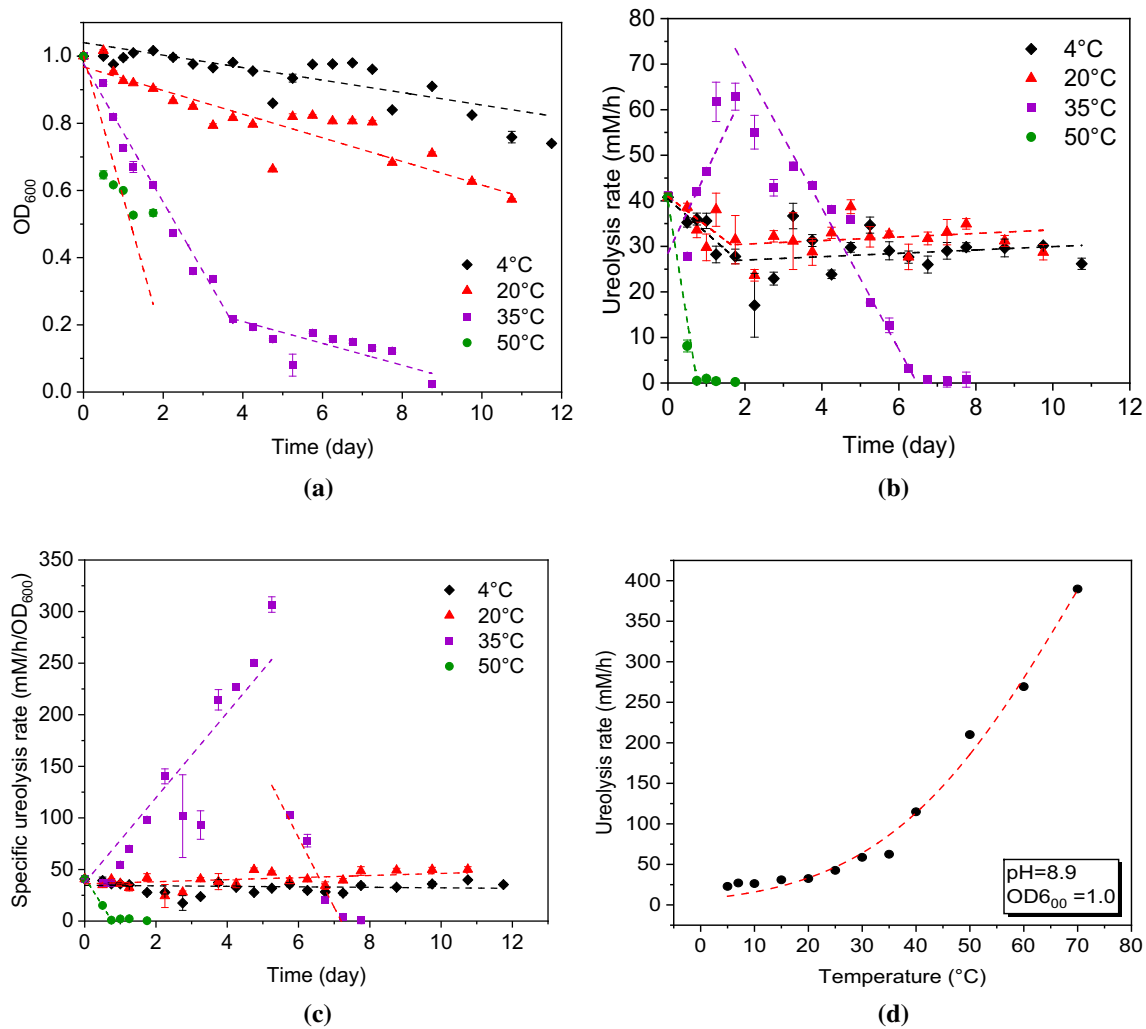 1.0
0.8
0.6
0.4
0.2
0.0
OD600
4°C
20°C
35°C
50°C
0 2 4 6 8 10 12
Time (day)
(a)
80
70
60
50
40
30
20
10
0
Ureolysis rate (mM/h)
4°C
20°C
35°C
50°C
0 2 4 6 8 10 12
Time (day)
(b)
350
300
250
200
150
100
50
0
Specific ureolysis rate (mM/h/OD600)
4°C
20°C
35°C
50°C
0 2 4 6 8 10 12
Time (day)
(c)
400
350
300
250
200
150
100
50
0
Ureolysis rate (mM/h)
pH=8.9
OD600 =1.0
0 10 20 30 40 50 60 70 80
Temperature (°C)
(d)